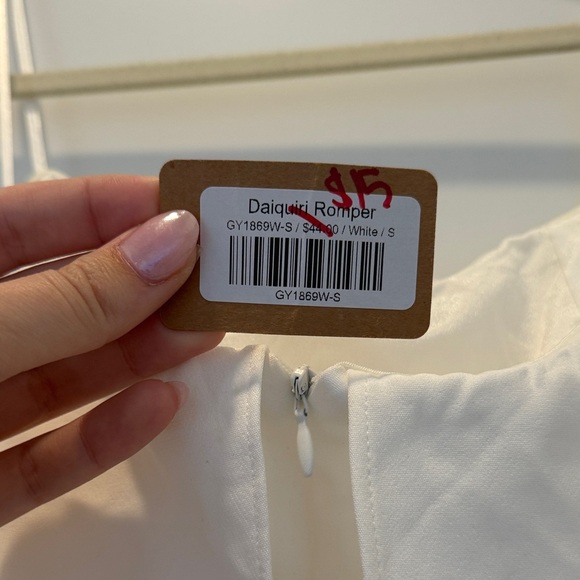 $15
Daiquiri Romper
GY1869W-S / $44.00 / White / S
GY1869W-S